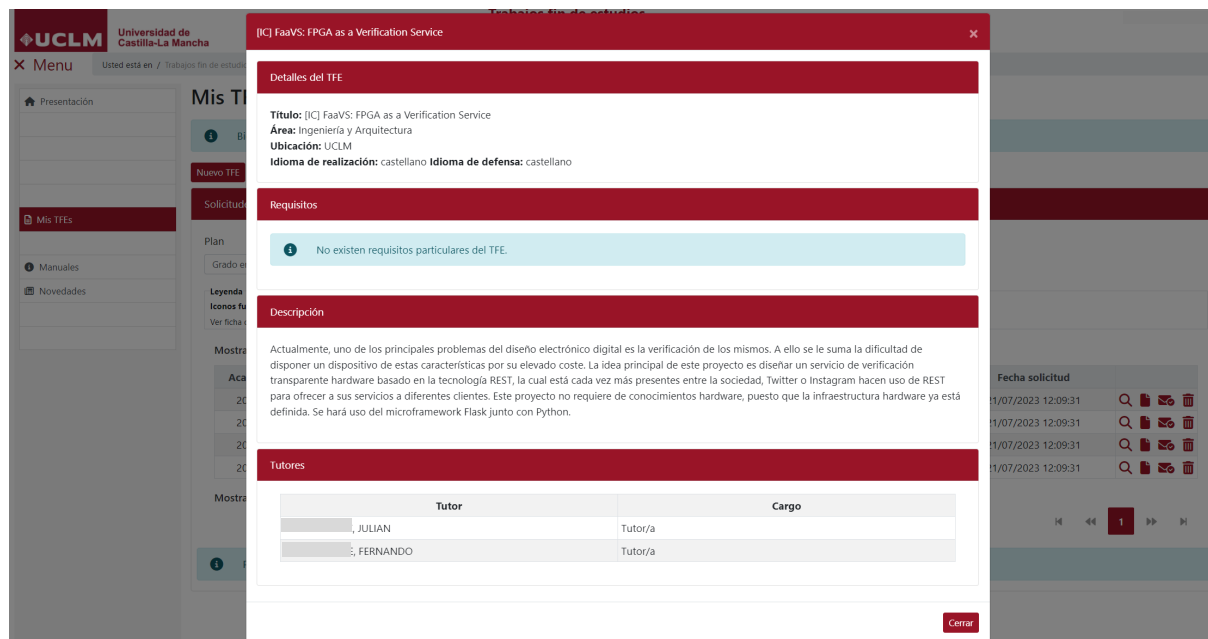 Trabajos fin de estudios
UCLM
Universidad de
Castilla-La Mancha
Menu
Usted está en / Trabajos fin de estudio
Presentación
Mis TFEs
Manuales
Novedades
Nuevo TFE
Solicitud
Plan
Grado e
Leyenda
Ver ficha
Mostra
Aca
Mostra
[IC] FaaVS: FPGA as a Verification Service
Detalles del TFE
Título: [IC] FaaVS: FPGA as a Verification Service
Área: Ingeniería y Arquitectura
Ubicación: UCLM
Idioma de realización: castellano Idioma de defensa: castellano
Requisitos
No existen requisitos particulares del TFE.
Descripción
Actualmente, uno de los principales problemas del diseño electrónico digital es la verificación de los mismos. A ello se le suma la dificultad de
disponer un dispositivo de estas características por su elevado coste. La idea principal de este proyecto es diseñar un servicio de verificación
transparente hardware basado en la tecnología REST, la cual está cada vez más presentes entre la sociedad, Twitter o Instagram hacen uso de REST
para ofrecer a sus servicios a diferentes clientes. Este proyecto no requiere de conocimientos hardware, puesto que la infraestructura hardware ya está
definida. Se hará uso del microframework Flask junto con Python.
Tutores
Tutor Cargo
, JULIAN Tutor/a
E, FERNANDO Tutor/a
Cerrar
Fecha solicitud
1/07/2023 12:09:31
1/07/2023 12:09:31
1/07/2023 12:09:31
1/07/2023 12:09:31
1